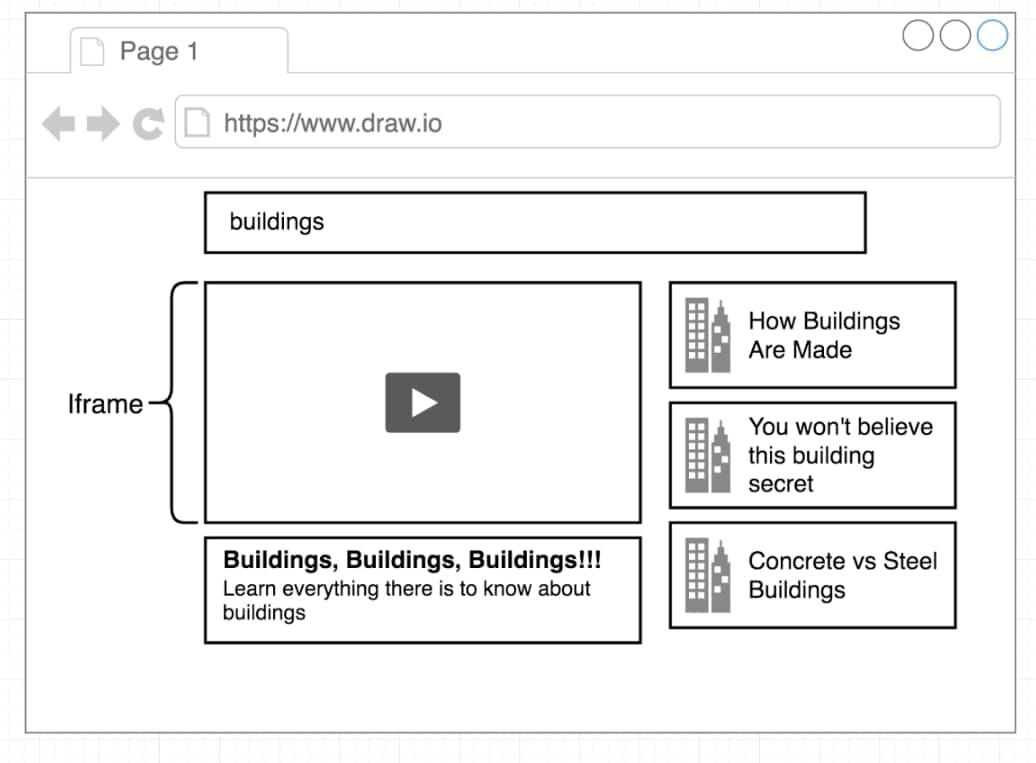 Page 1
https://www.draw.io
buildings
Iframe
Buildings, Buildings, Buildings!!!
Learn everything there is to know about
buildings
How Buildings
Are Made
You won't believe
this building
secret
Concrete vs Steel
Buildings